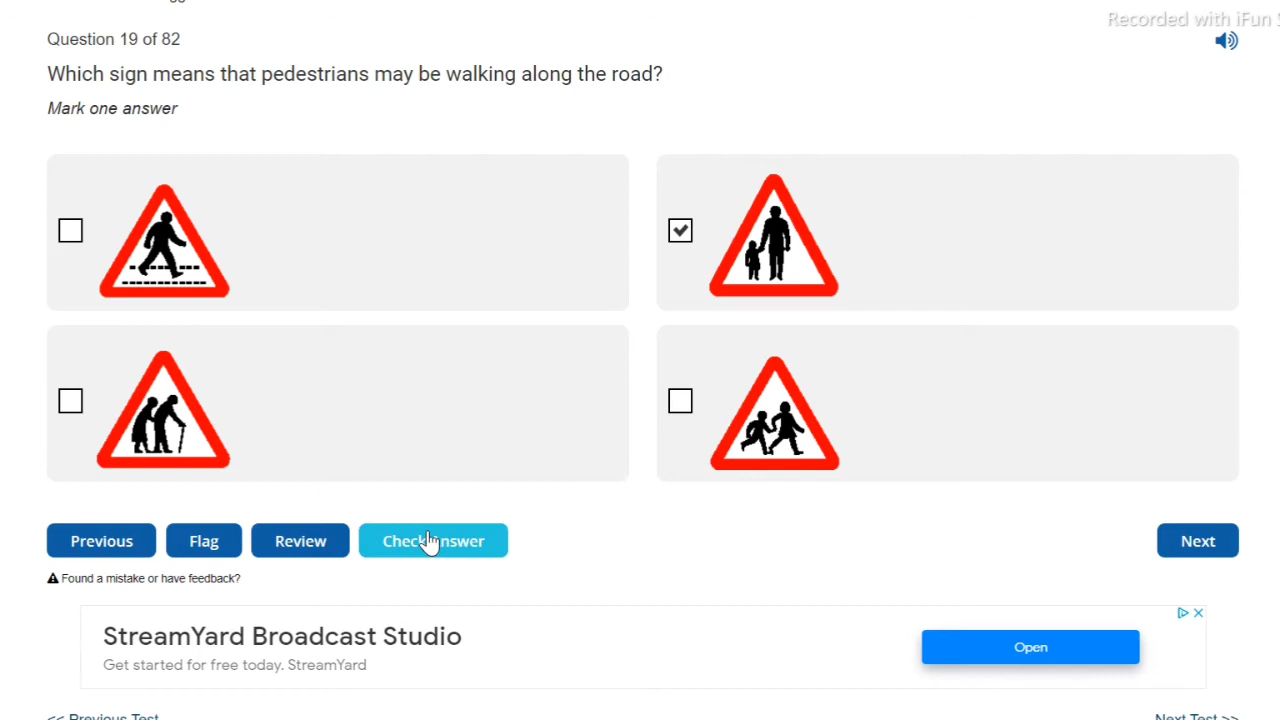 Recorded with iFun
Question 19 of 82
Which sign means that pedestrians may be walking along the road?
Mark one answer
Previous
Flag
Review
Check Answer
Next
Found a mistake or have feedback?
StreamYard Broadcast Studio
Get started for free today. StreamYard
Open
<< Previous Test
Next Test >>